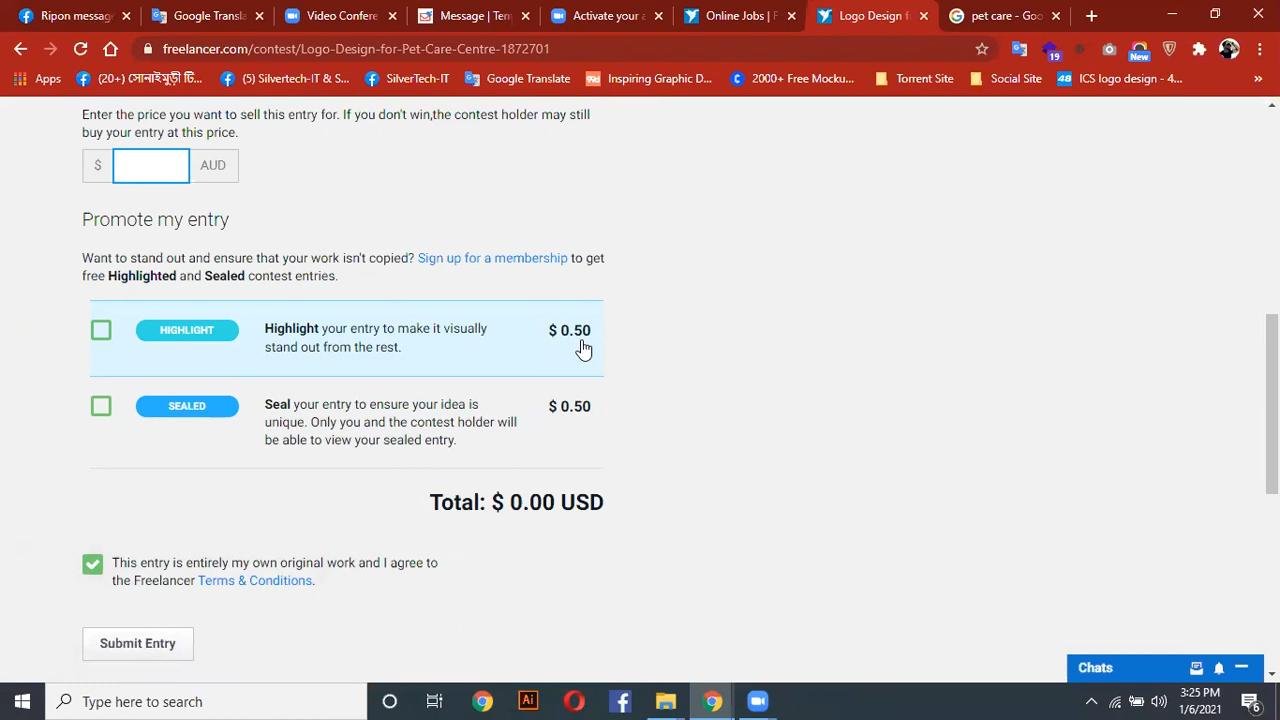 Ripon message
Google Transla
Video Confere
Message | Tem
Activate your a
Online Jobs | F
Logo Design f
pet care - Goo
freelancer.com/contest/Logo-Design-for-Pet-Care-Centre-1872701
19
New
Apps
(20+) সোনাইমুড়ী টি...
(5) Silvertech-IT & S...
SilverTech-IT
Google Translate
Inspiring Graphic D...
2000+ Free Mocku...
Torrent Site
Social Site
48
ICS logo design - 4...
»
Enter the price you want to sell this entry for. If you don't win,the contest holder may still
buy your entry at this price.
$ AUD
Promote my entry
Want to stand out and ensure that your work isn't copied? Sign up for a membership to get
free Highlighted and Sealed contest entries.
HIGHLIGHT
Highlight your entry to make it visually
stand out from the rest.
$ 0.50
SEALED
Seal your entry to ensure your idea is
unique. Only you and the contest holder will
be able to view your sealed entry.
$ 0.50
Total: $ 0.00 USD
This entry is entirely my own original work and I agree to
the Freelancer Terms & Conditions.
Submit Entry
Chats
Type here to search
Ai
3:25 PM
1/6/2021
6